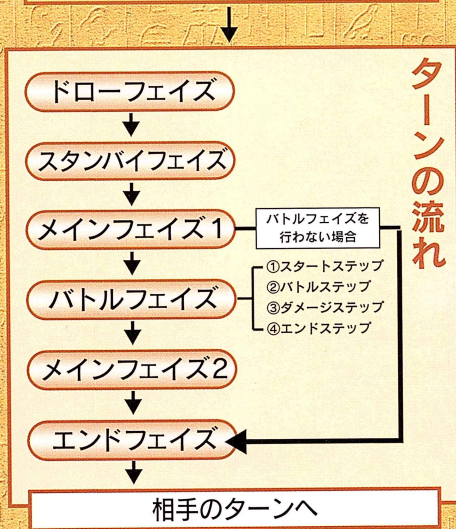 ターンの流れ
ドローフェイズ
スタンバイフェイズ
メインフェイズ1
バトルフェイズを
行わない場合
バトルフェイズ
①スタートステップ
②バトルステップ
③ダメージステップ
④エンドステップ
メインフェイズ2
エンドフェイズ
相手のターンへ